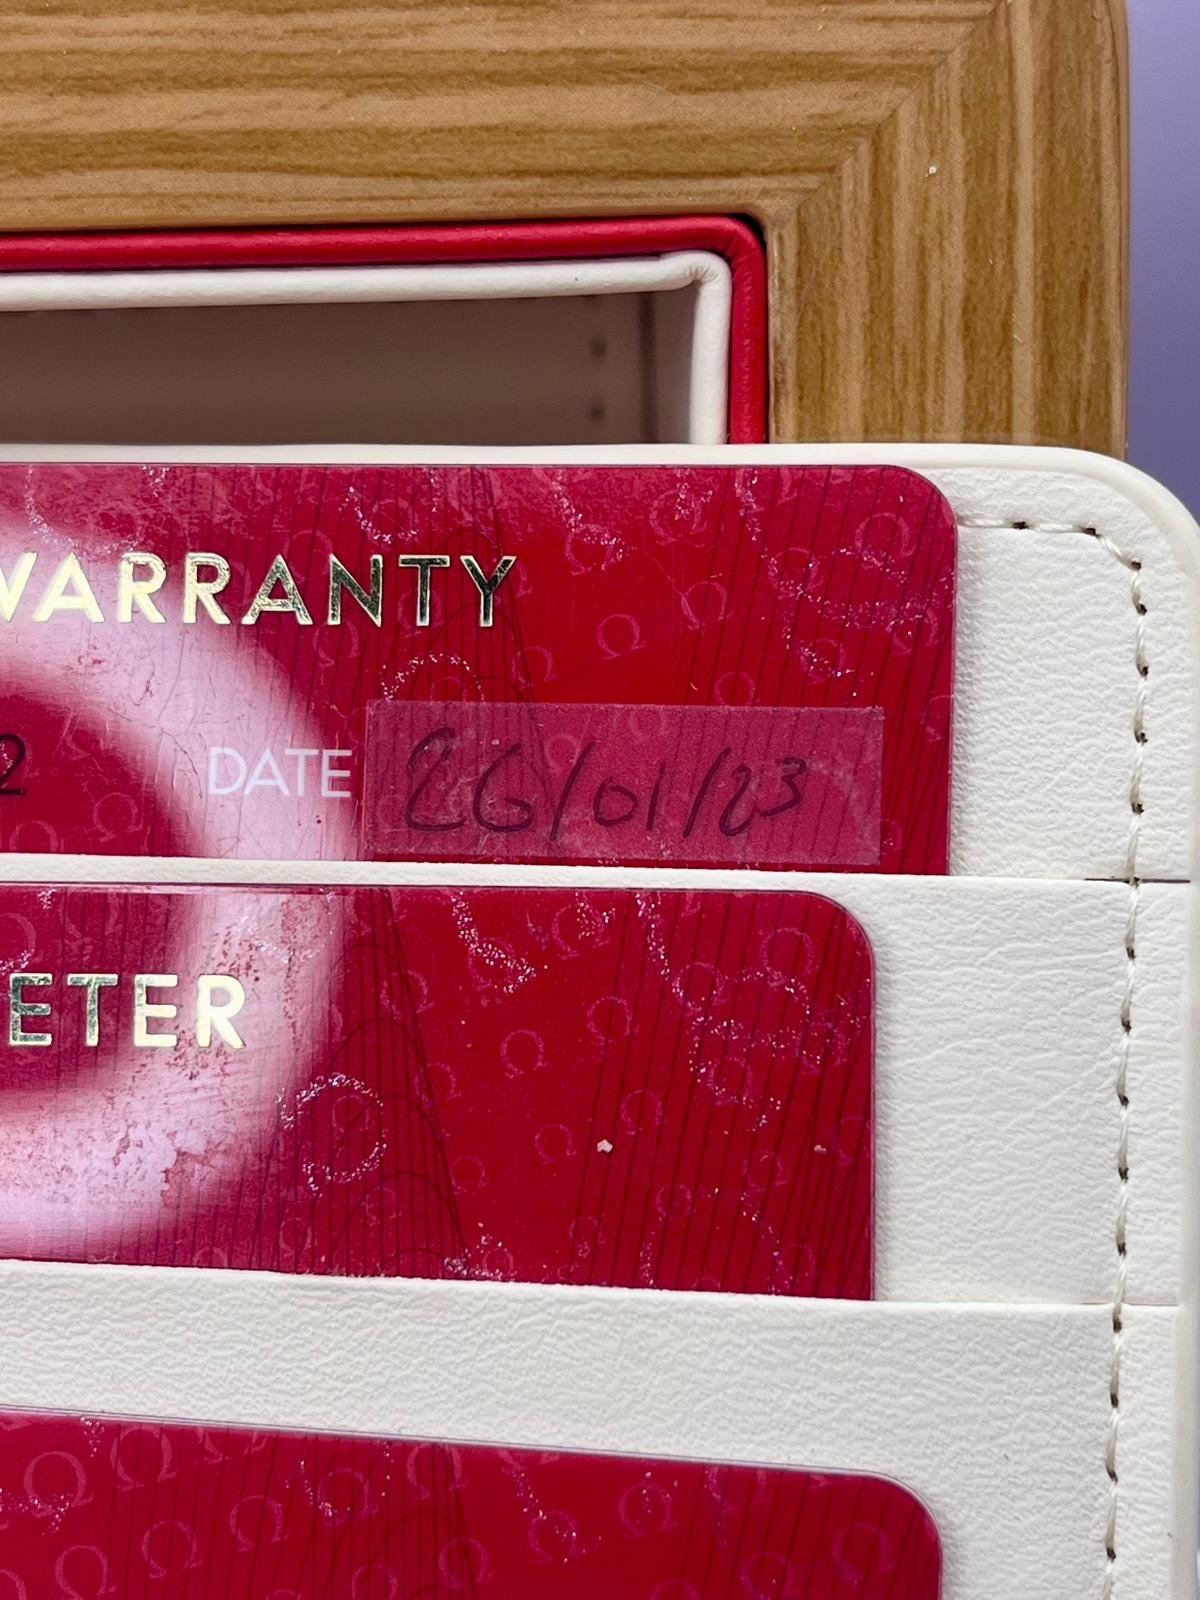 WARRANTY
2 DATE 26/01/23
ETER